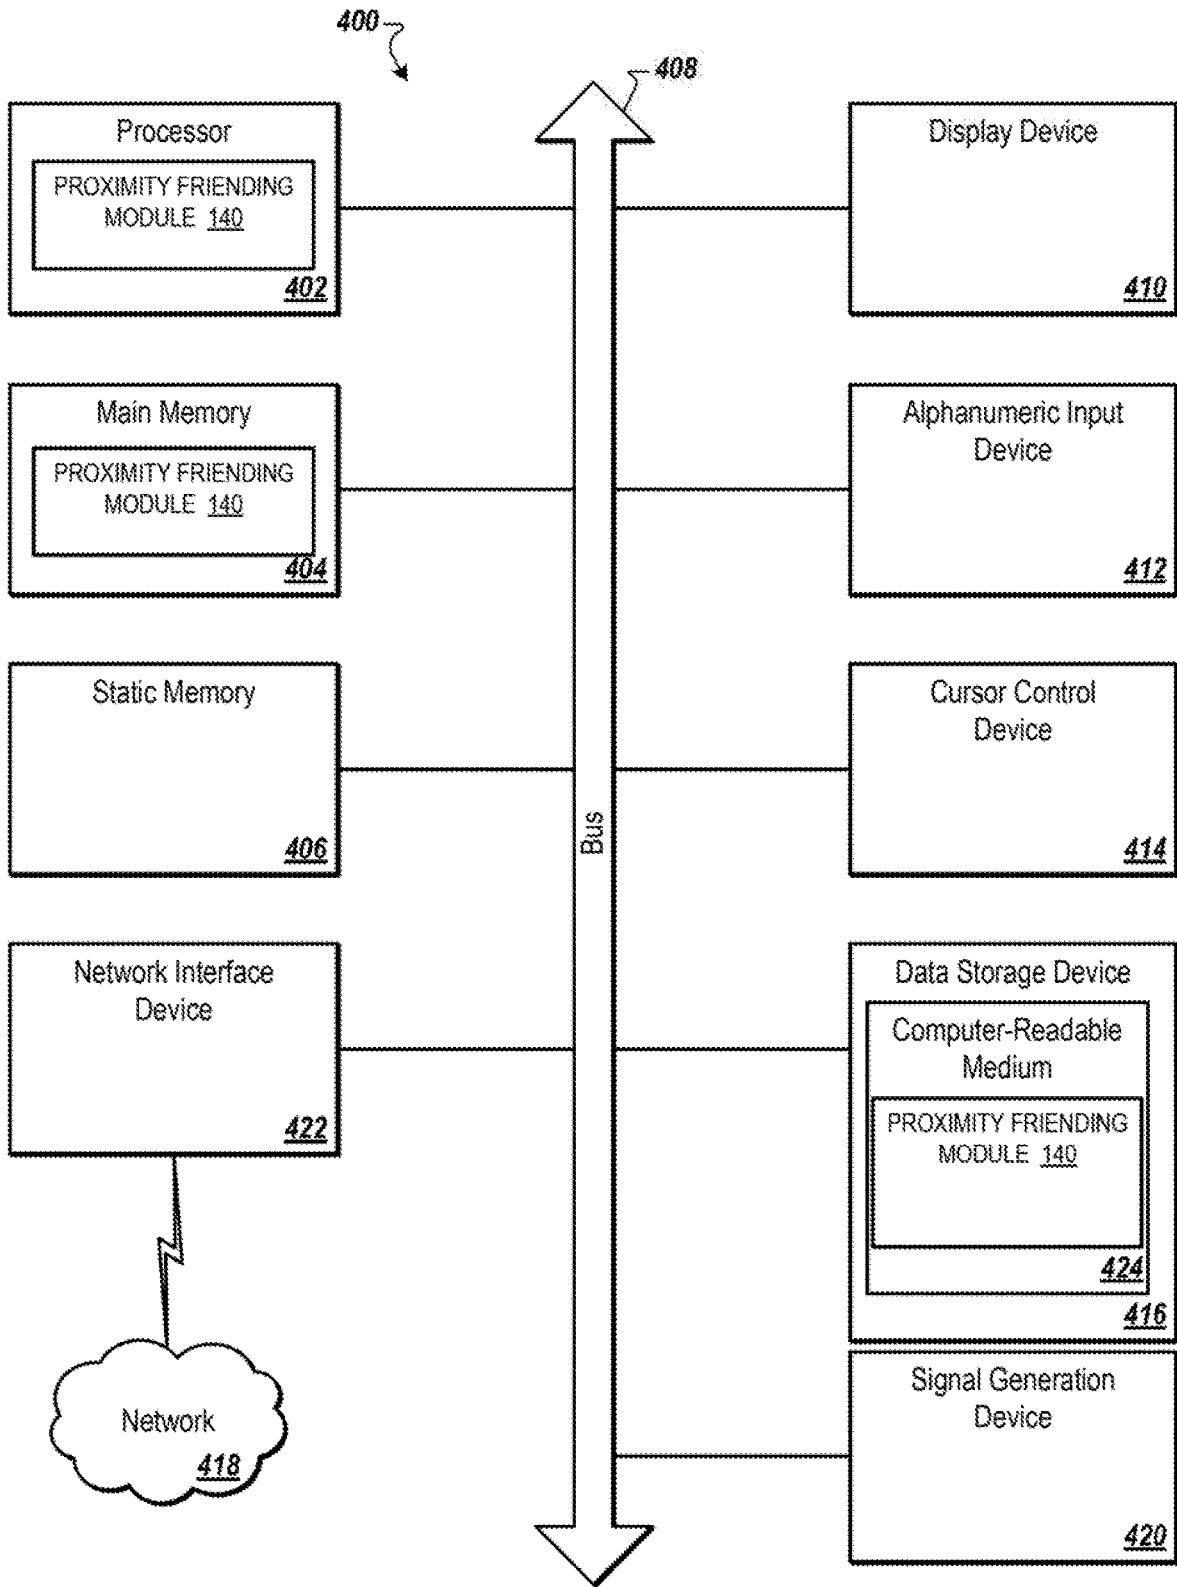 400
408
Processor
PROXIMITY FRIENDING
MODULE 140
402
Display Device
410
Main Memory
PROXIMITY FRIENDING
MODULE 140
404
Alphanumeric Input
Device
412
Static Memory
406
Cursor Control
Device
414
Bus
Network Interface
Device
422
Data Storage Device
Computer-Readable
Medium
PROXIMITY FRIENDING
MODULE 140
424
416
Network
418
Signal Generation
Device
420